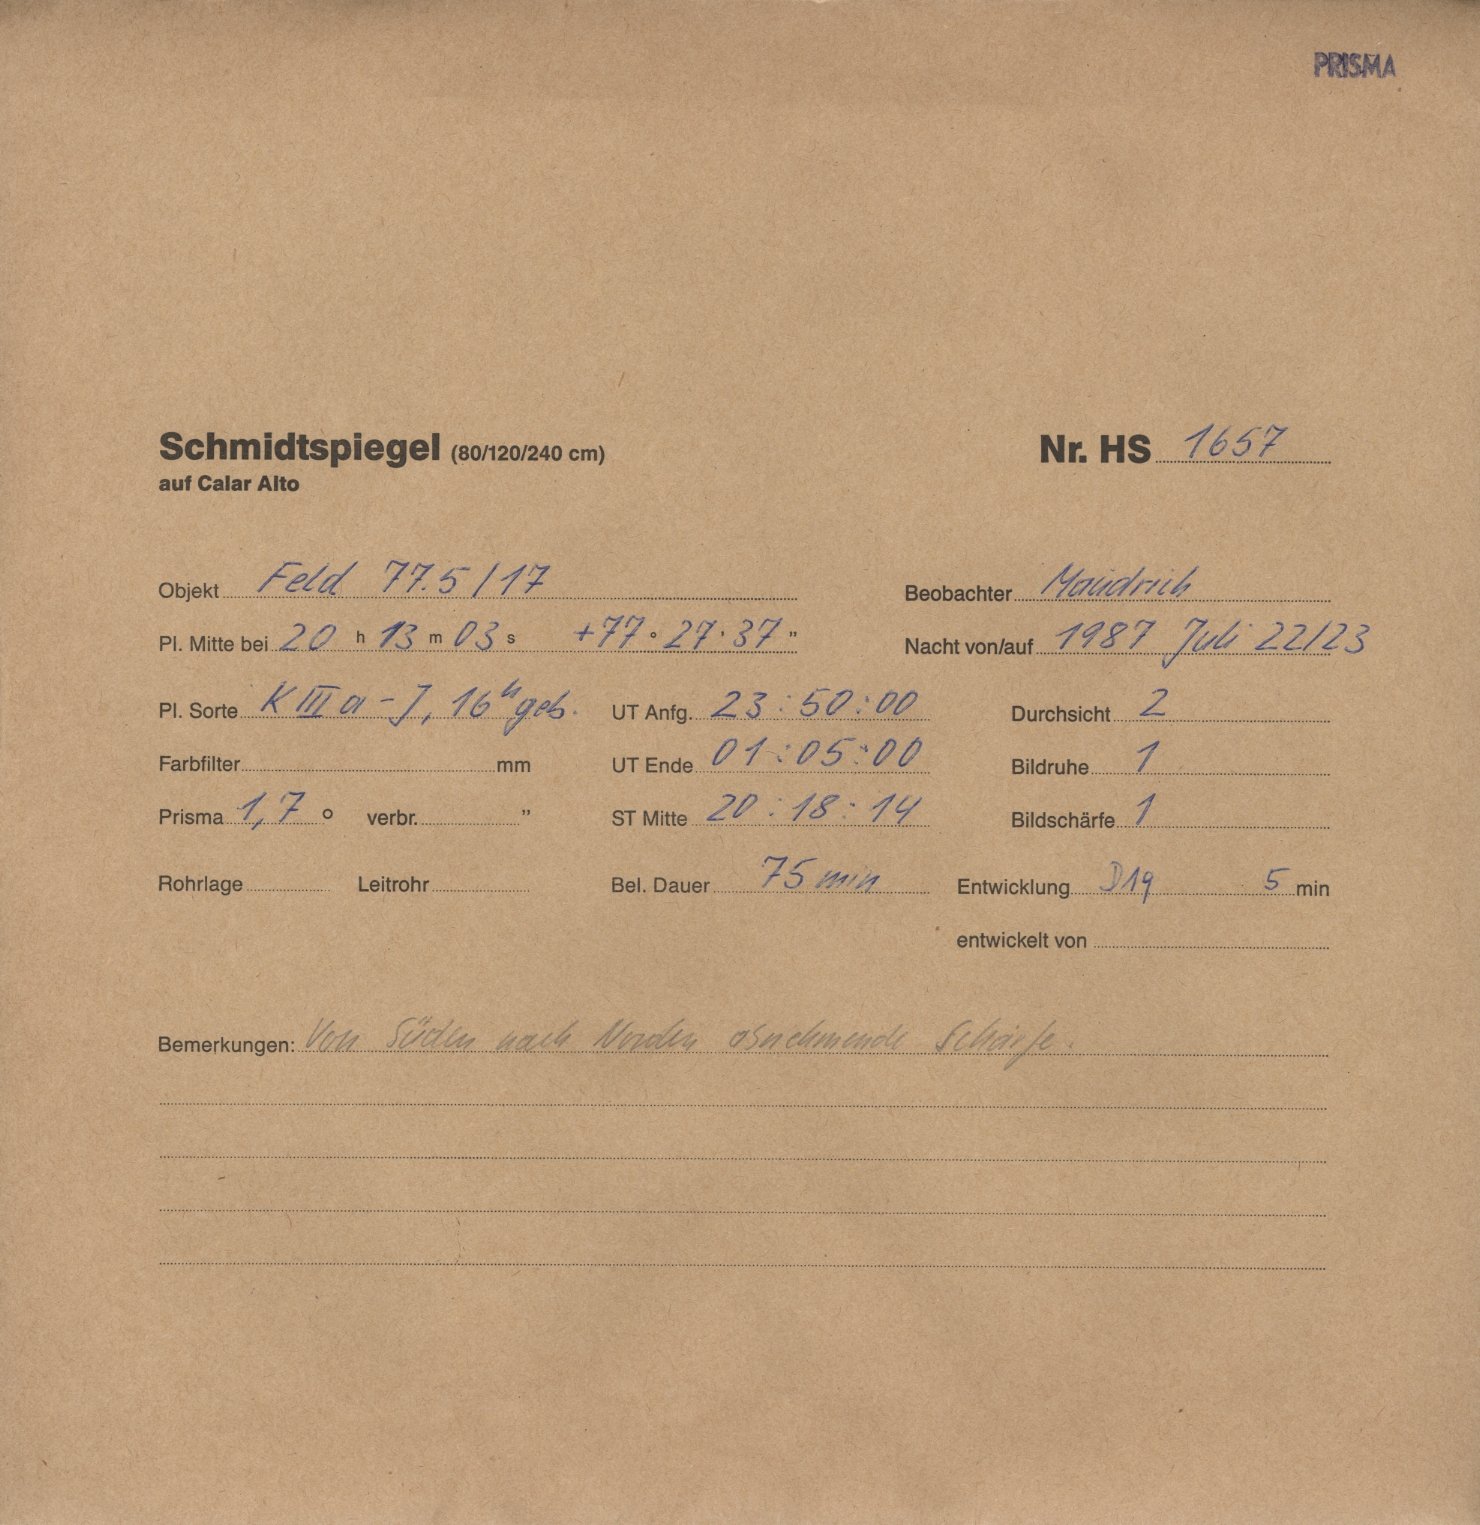 PRISMA
Schmidtspiegel (80/120/240 cm)
auf Calar Alto
Nr. HS 1657
Objekt Feld 77.5/17
Beobachter Maudrich
Pl. Mitte bei 20 h 13 m 03 s +77° 27' 37"
Nacht von/auf 1987 Juli 22/23
Pl. Sorte K III a-J, 16h geb. UT Anfg. 23:50:00 Durchsicht 2
Farbfilter mm UT Ende 01:05:00 Bildruhe 1
Prisma 1,7 ° verbr. " ST Mitte 20:18:14 Bildschärfe 1
Rohrlage Leitrohr Bel. Dauer 75 min Entwicklung D19 5 min
entwickelt von
Bemerkungen: Von Süden nach Norden abnehmende Schärfe.